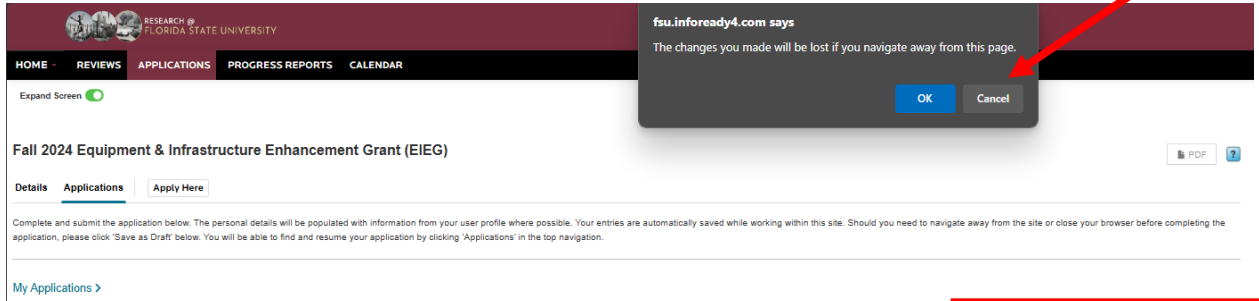 RESEARCH @
FLORIDA STATE UNIVERSITY
fsu.infoready4.com says
The changes you made will be lost if you navigate away from this page.
OK Cancel
HOME REVIEWS APPLICATIONS PROGRESS REPORTS CALENDAR
Expand Screen
Fall 2024 Equipment & Infrastructure Enhancement Grant (EIEG)
PDF ?
Details Applications Apply Here
Complete and submit the application below. The personal details will be populated with information from your user profile where possible. Your entries are automatically saved while working within this site. Should you need to navigate away from the site or close your browser before completing the
application, please click 'Save as Draft' below. You will be able to find and resume your application by clicking 'Applications' in the top navigation.
My Applications >